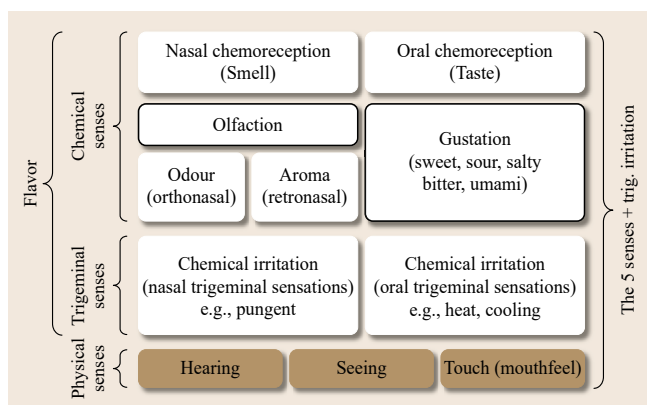 Flavor
Chemical
senses
Nasal chemoreception
(Smell)
Oral chemoreception
(Taste)
Olfaction
Gustation
(sweet, sour, salty
bitter, umami)
Odour
(orthonasal)
Aroma
(retronasal)
Trigeminal
senses
Chemical irritation
(nasal trigeminal sensations)
e.g., pungent
Chemical irritation
(oral trigeminal sensations)
e.g., heat, cooling
Physical
senses
Hearing
Seeing
Touch (mouthfeel)
The 5 senses + trig. irritation